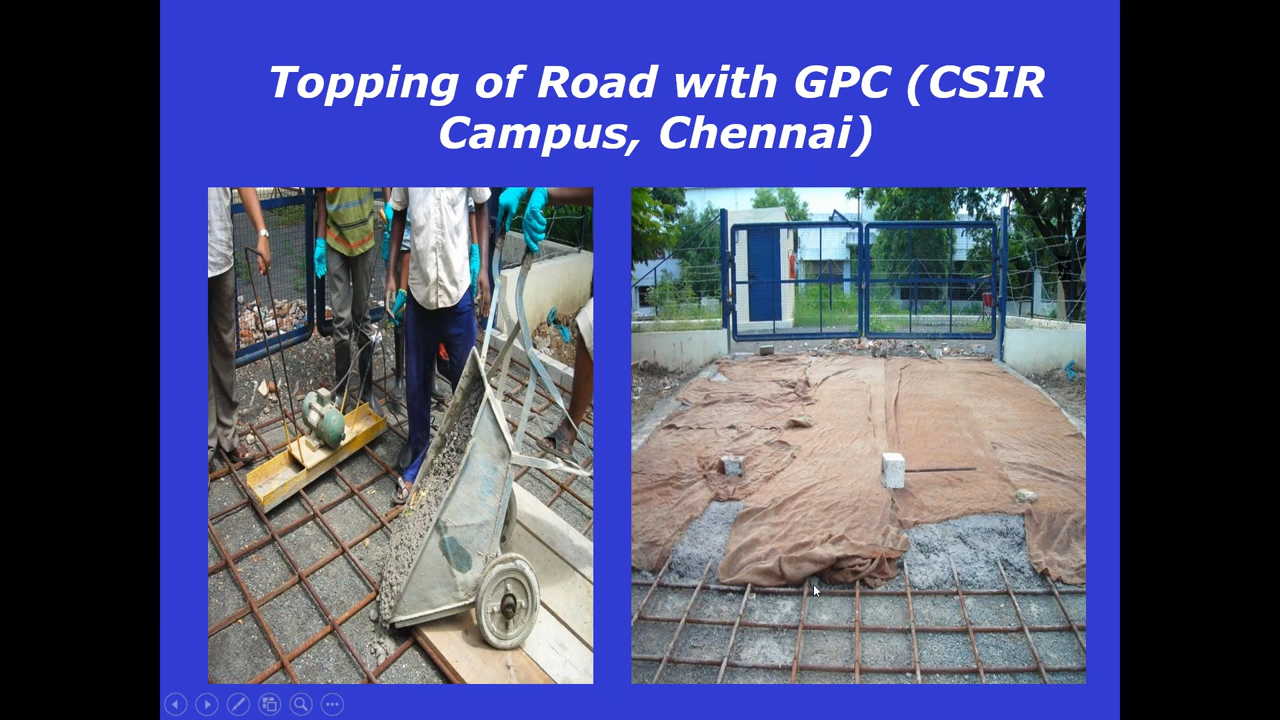 Topping of Road with GPC (CSIR
Campus, Chennai)